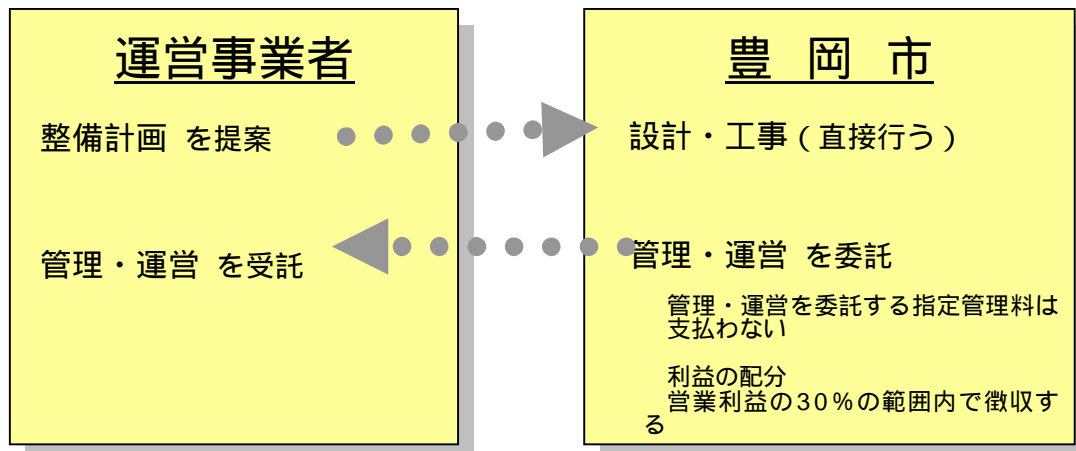 運営事業者
整備計画 を提案
管理・運営 を受託
豊 岡 市
設計・工事(直接行う)
管理・運営 を委託
管理・運営を委託する指定管理料は
支払わない
利益の配分
営業利益の30%の範囲内で徴収す
る